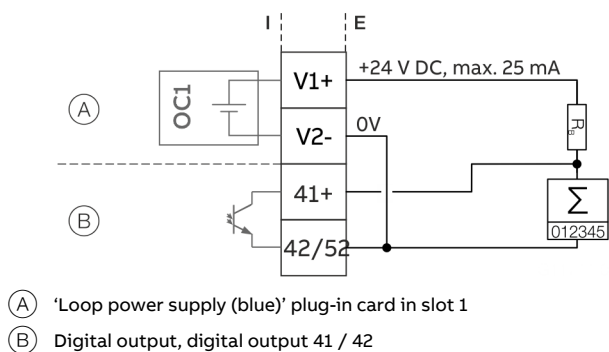 I E
OC1
V1+ +24 V DC, max. 25 mA
V2- 0V
RB
A
41+
B
42/52
Σ
012345
A 'Loop power supply (blue)' plug-in card in slot 1
B Digital output, digital output 41 / 42